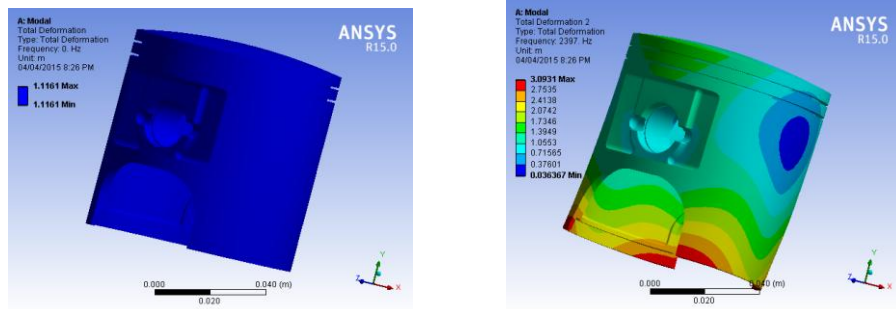 A: Modal
Total Deformation
Type: Total Deformation
Frequency: 0. Hz
Unit: m
04/04/2015 8:26 PM
1.1161 Max
1.1161 Min
ANSYS
R15.0
0.000
0.040 (m)
0.020
Y
Z
X
A: Modal
Total Deformation 2
Type: Total Deformation
Frequency: 2397. Hz
Unit: m
04/04/2015 8:26 PM
3.0931 Max
2.7535
2.4138
2.0742
1.7346
1.3949
1.0553
0.71565
0.37601
0.036367 Min
ANSYS
R15.0
0.000
0.040 (m)
0.020
Y
Z
X